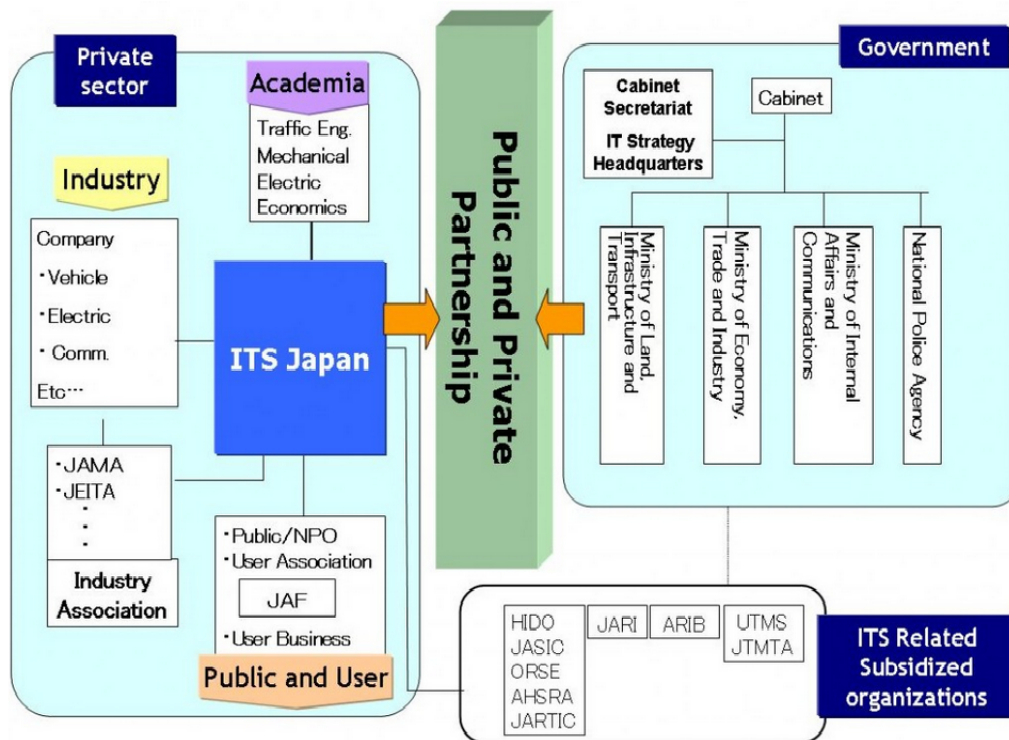 Private
sector
Academia
Traffic Eng.
Mechanical
Electric
Economics
Industry
Company
・Vehicle
・Electric
・Comm.
Etc…
ITS Japan
・JAMA
・JEITA
・
・
・
Industry
Association
・Public/NPO
・User Association
JAF
・User Business
Public and User
Public and Private
Partnership
Government
Cabinet
Secretariat
IT Strategy
Headquarters
Cabinet
Ministry of Land,
Infrastructure and
Transport
Ministry of Economy,
Trade and Industry
Ministry of Internal
Affairs and
Communications
National Police Agency
HIDO
JASIC
ORSE
AHSRA
JARTIC
JARI
ARIB
UTMS
JTMTA
ITS Related
Subsidized
organizations